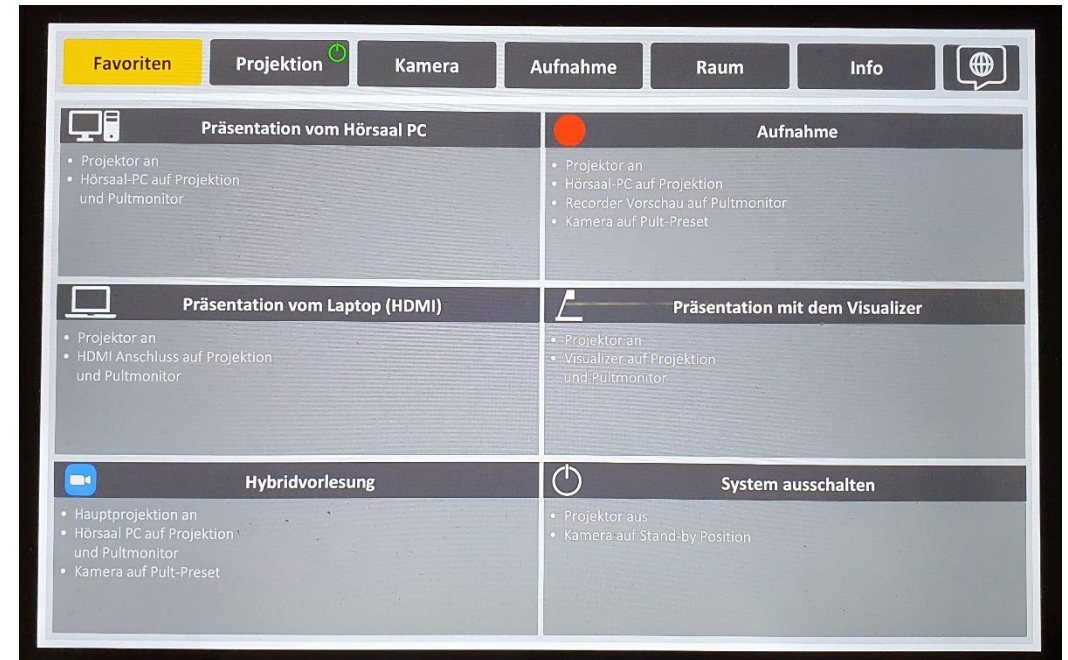 Favoriten
Projektion
Kamera
Aufnahme
Raum
Info
Präsentation vom Hörsaal PC
• Projektor an
• Hörsaal-PC auf Projektion
und Pultmonitor
Aufnahme
• Projektor an
• Hörsaal-PC auf Projektion
• Recorder Vorschau auf Pultmonitor
• Kamera auf Pult-Preset
Präsentation vom Laptop (HDMI)
• Projektor an
• HDMI Anschluss auf Projektion
und Pultmonitor
Präsentation mit dem Visualizer
• Projektor an
• Visualizer auf Projektion
und Pultmonitor
Hybridvorlesung
• Hauptprojektion an
• Hörsaal PC auf Projektion
und Pultmonitor
• Kamera auf Pult-Preset
System ausschalten
• Projektor aus
• Kamera auf Stand-by Position